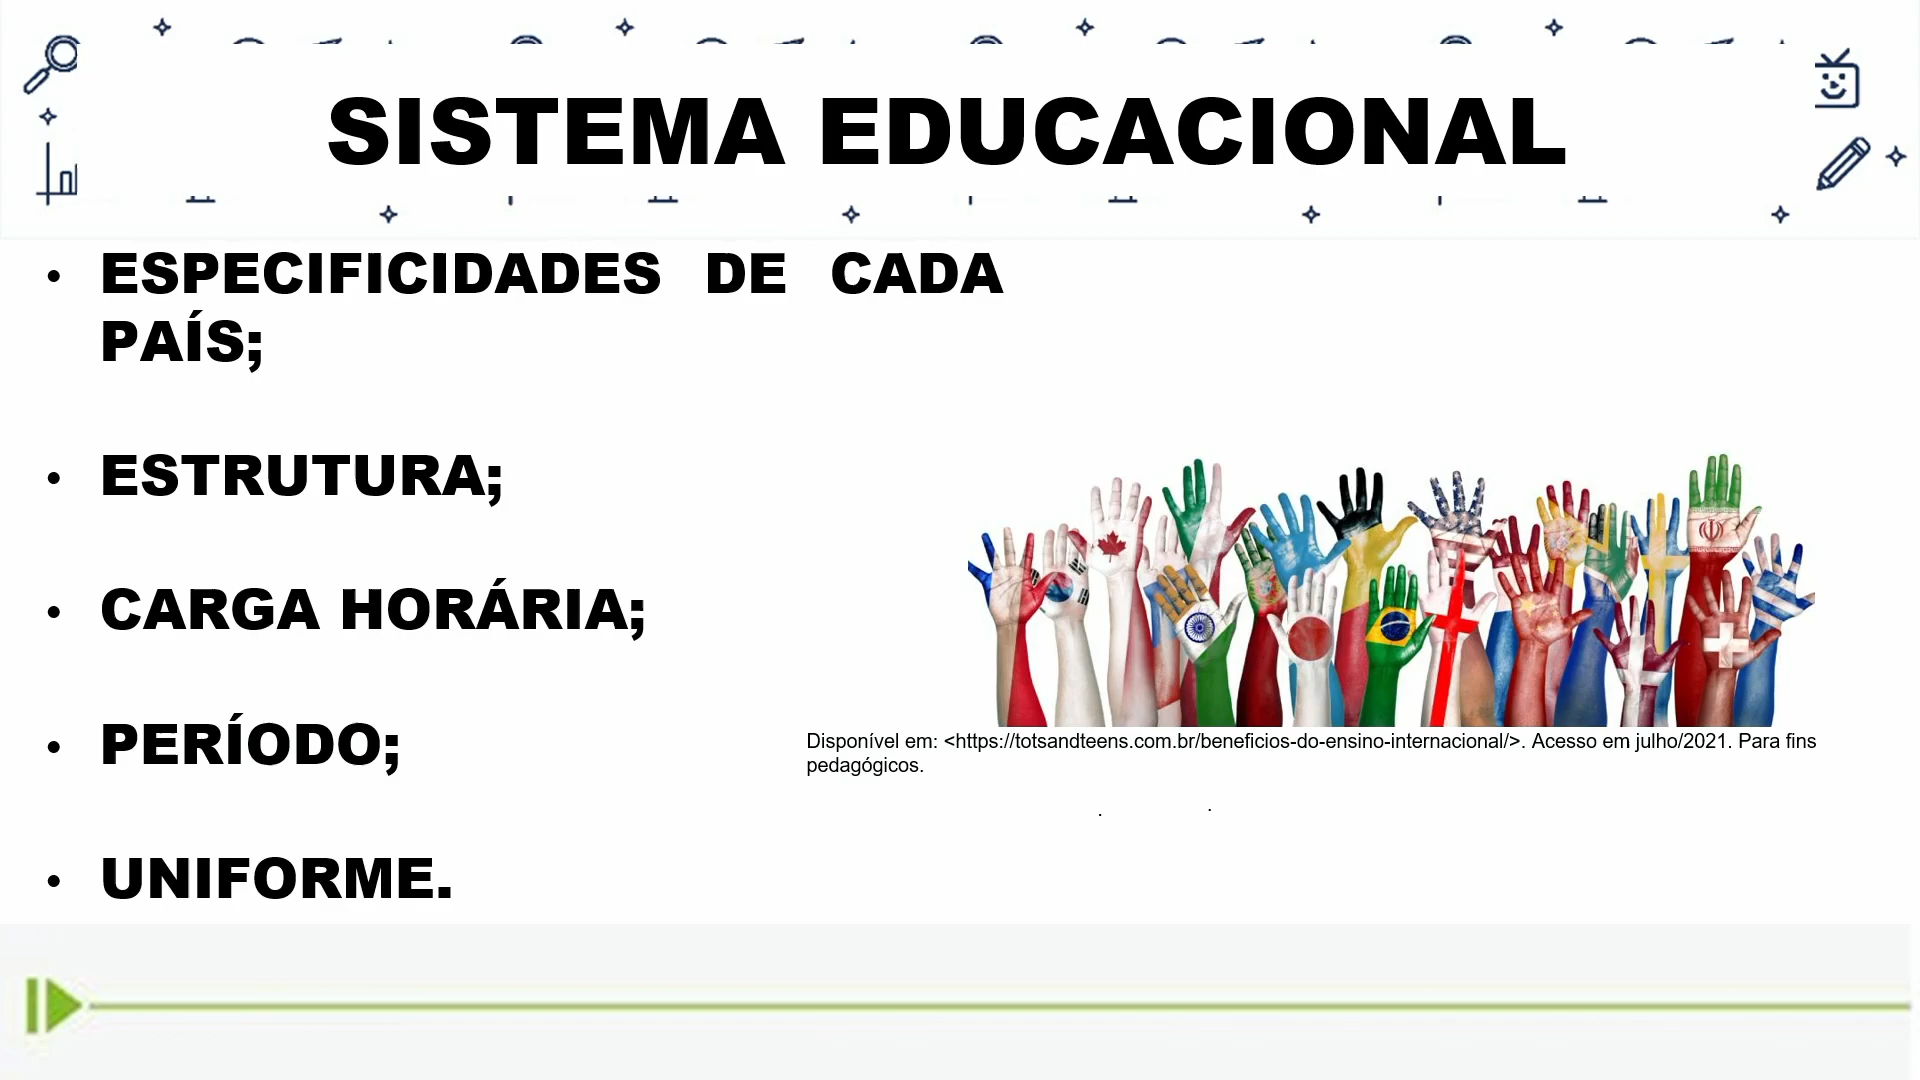 SISTEMA EDUCACIONAL
• ESPECIFICIDADES DE CADA
PAÍS;
• ESTRUTURA;
• CARGA HORÁRIA;
• PERÍODO;
• UNIFORME.
Disponível em: <https://totsandteens.com.br/beneficios-do-ensino-internacional/>. Acesso em julho/2021. Para fins
pedagógicos.
. .